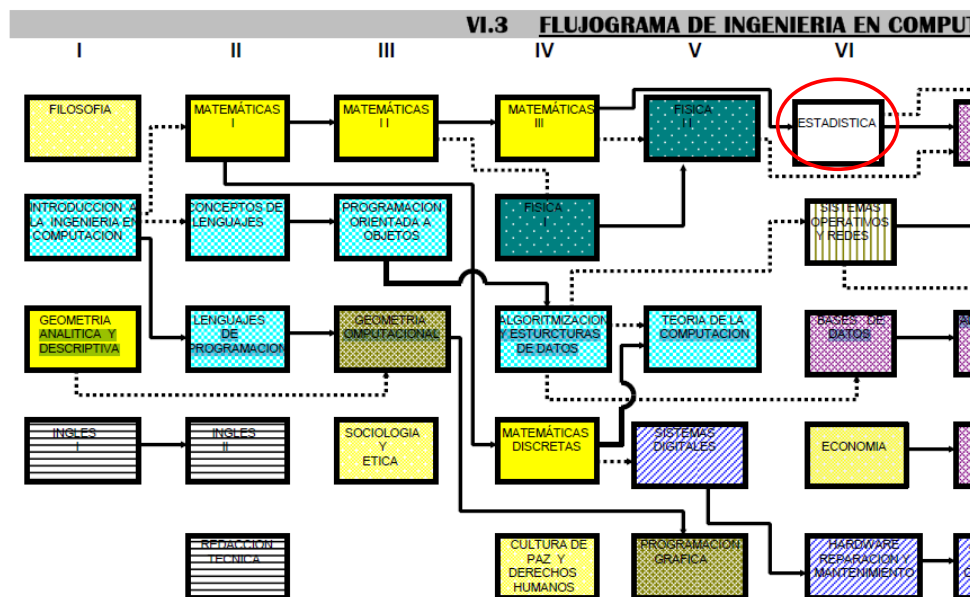 VI.3 FLUJOGRAMA DE INGENIERIA EN COMPUT
I II III IV V VI
FILOSOFIA
MATEMÁTICAS
I
MATEMÁTICAS
II
MATEMÁTICAS
III
FISICA
II
ESTADISTICA
INTRODUCCION A
LA INGENIERIA EN
COMPUTACION
CONCEPTOS DE
LENGUAJES
PROGRAMACION
ORIENTADA A
OBJETOS
FISICA
I
SISTEMAS
OPERATIVOS
Y REDES
GEOMETRIA
ANALITICA Y
DESCRIPTIVA
LENGUAJES
DE
PROGRAMACION
GEOMETRIA
OMPUTACIONAL
ALGORITMIZACION
Y ESTURCTURAS
DE DATOS
TEORIA DE LA
COMPUTACION
BASES DE
DATOS
INGLES
I
INGLES
II
SOCIOLOGIA
Y
ETICA
MATEMÁTICAS
DISCRETAS
SISTEMAS
DIGITALES
ECONOMIA
REDACCION
TECNICA
CULTURA DE
PAZ Y
DERECHOS
HUMANOS
PROGRAMACION
GRAFICA
HARDWARE
REPARACION Y
MANTENIMIENTO